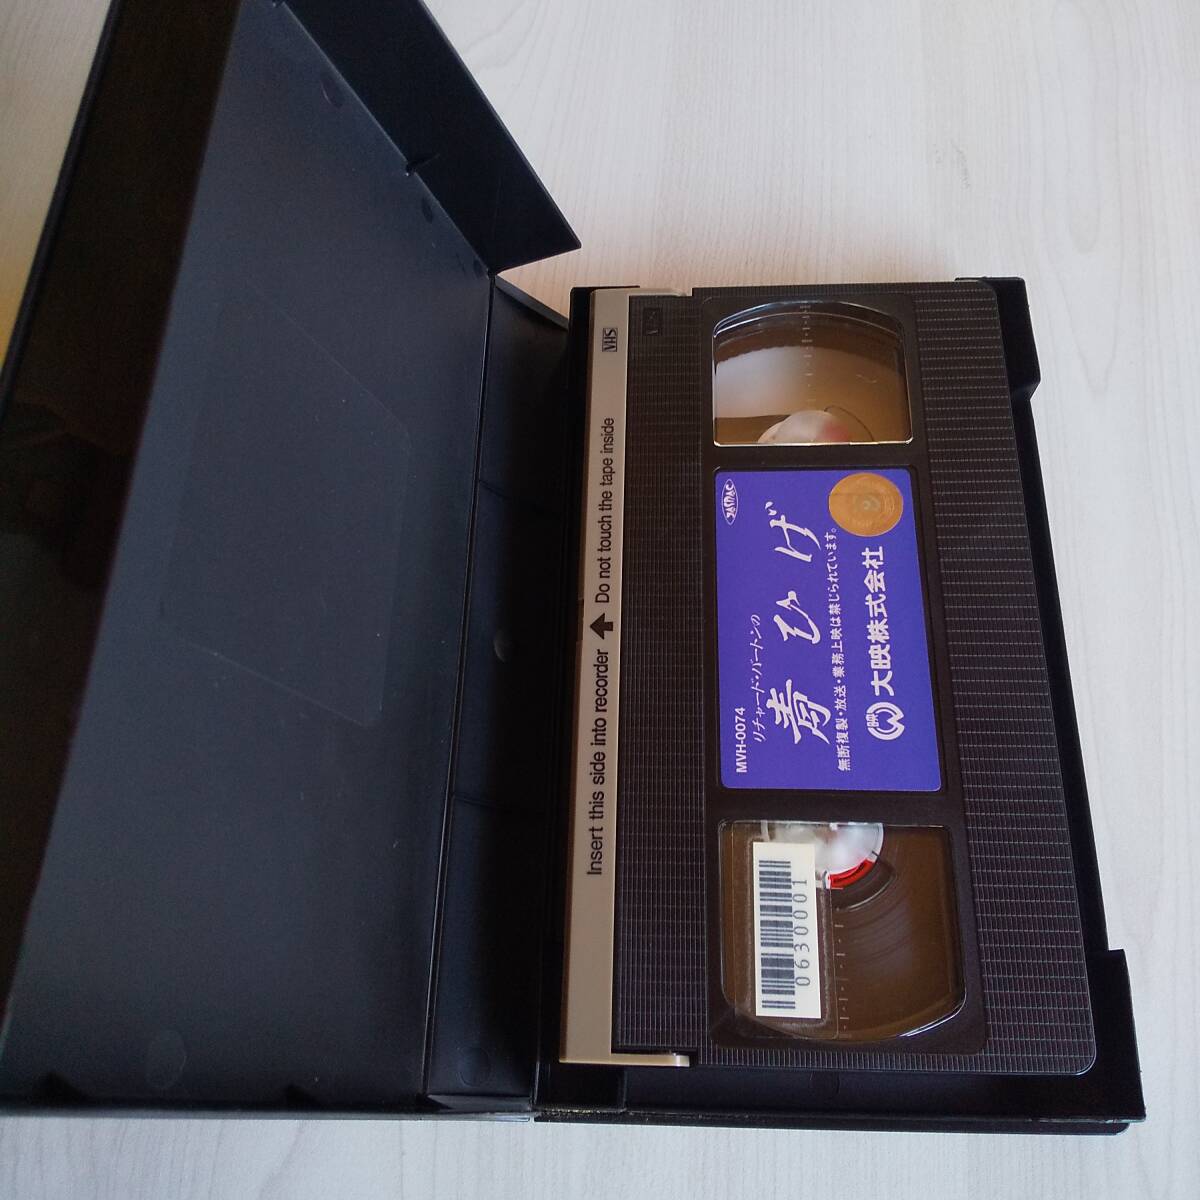 VHS
Insert this side into recorder ↑ Do not touch the tape inside
JASRAC
MVH-0074
リチャード・バートンの
青ひげ
無断複製・放送・業務上映は禁じられています。
映 大映株式会社
0630001